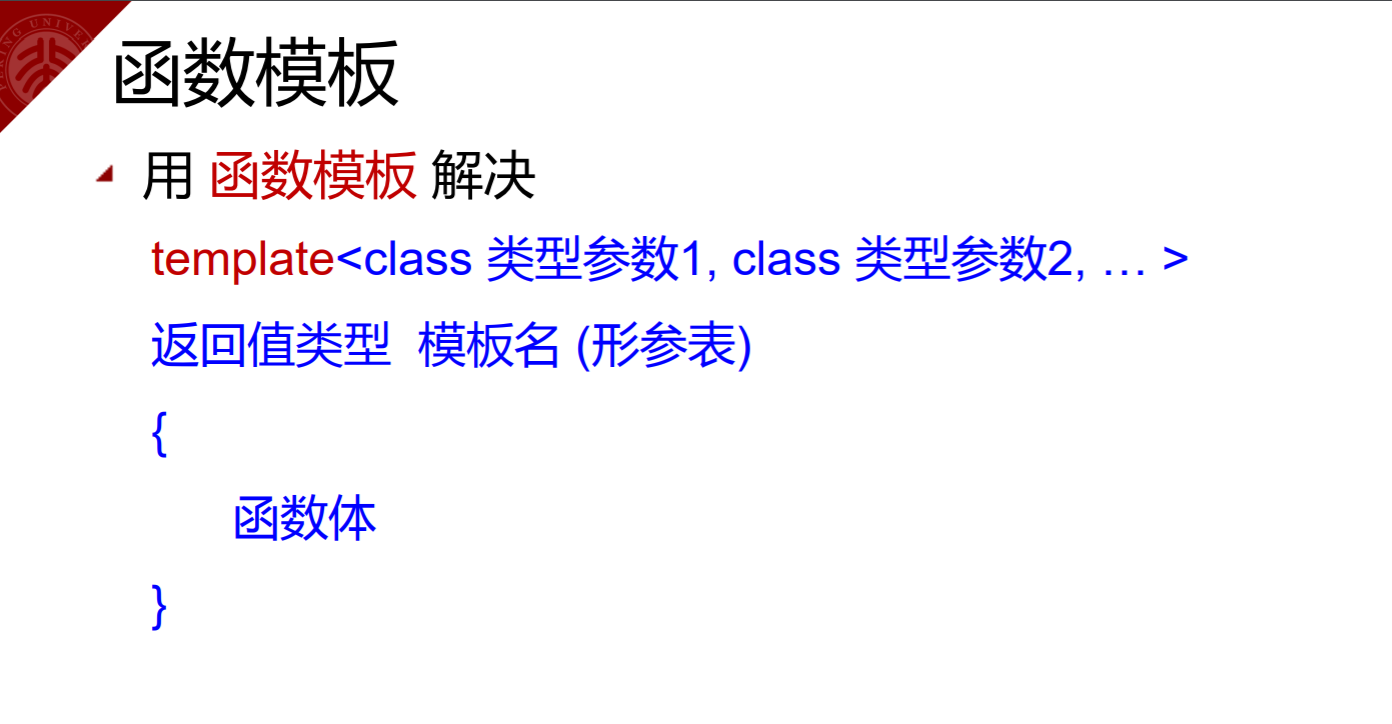 函数模板
用 函数模板 解决
template<class 类型参数1, class 类型参数2, … >
返回值类型 模板名 (形参表)
{
函数体
}